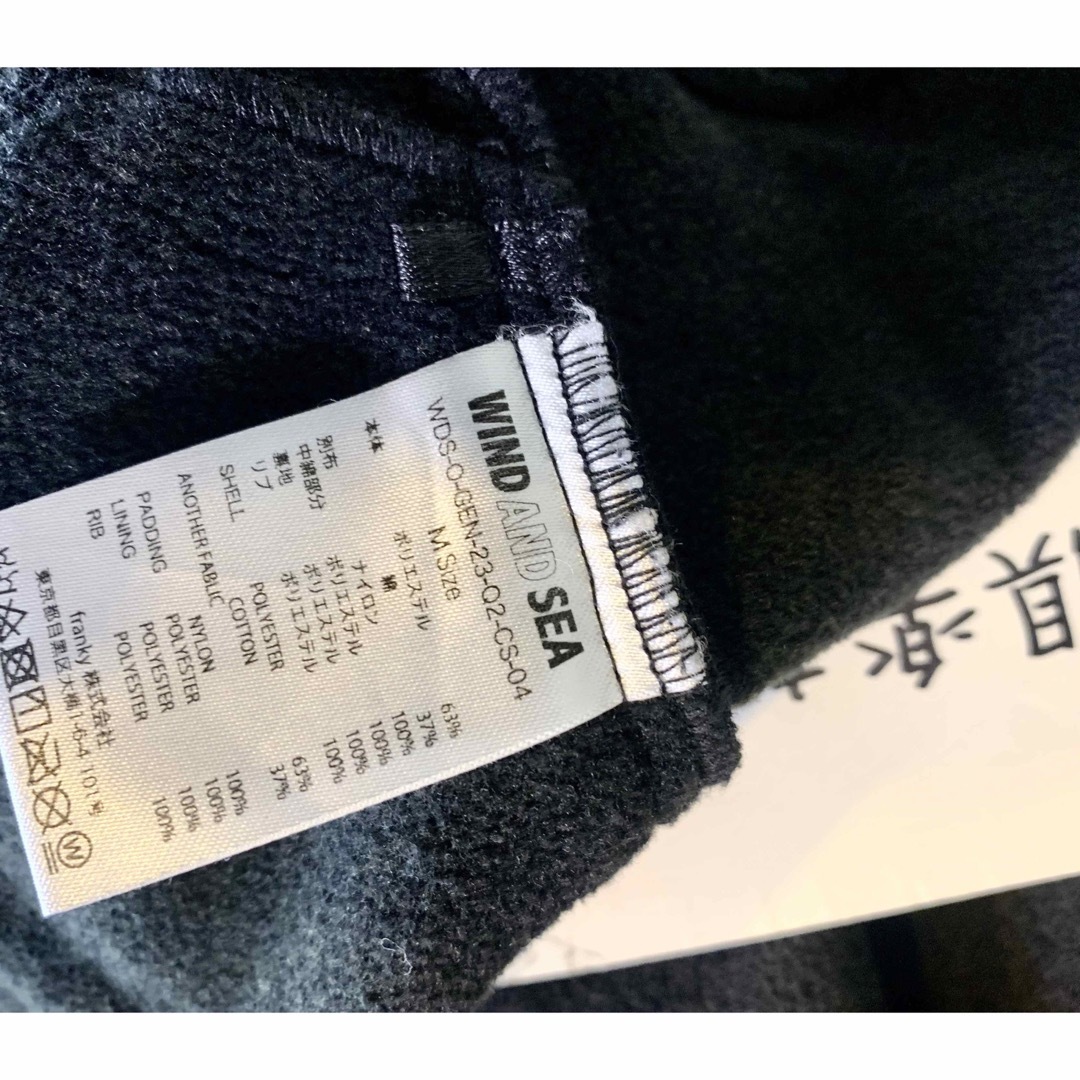 WIND AND SEA
WDS-O-GEN-23-02-CS-04
M.Size
本体 ポリエステル 63%
綿 37%
別布 ナイロン 100%
中綿部分 ポリエステル 100%
裏地 ポリエステル 100%
リブ ポリエステル 100%
SHELL POLYESTER 63%
COTTON 37%
ANOTHER FABLIC NYLON 100%
PADDING POLYESTER 100%
LINING POLYESTER 100%
RIB POLYESTER 100%
franky 株式会社
東京都目黒区大橋1-6-4 101号
W
楽